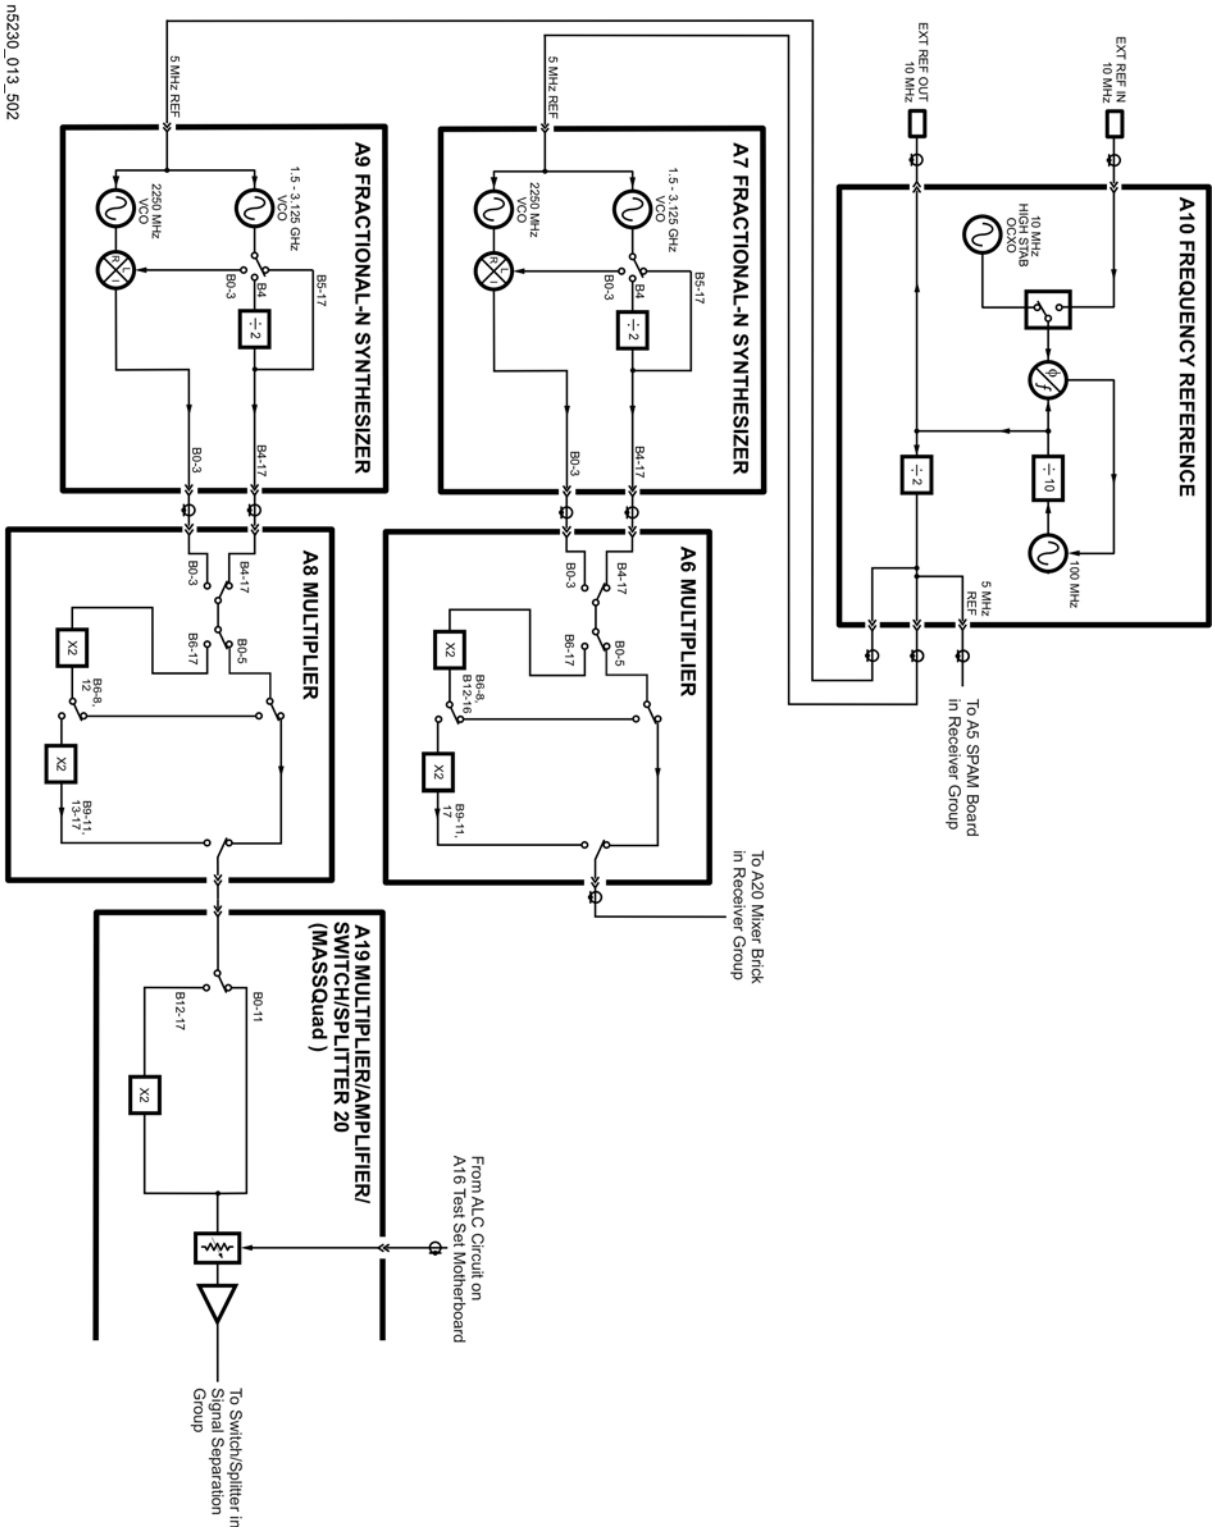 A10 FREQUENCY REFERENCE
EXT REF IN
10 MHz
EXT REF OUT
10 MHz
10 MHz
HIGH STAB
OCXO
ϕ
f
÷ 10
÷ 2
100 MHz
5 MHz
REF
To A5 SPAM Board
in Receiver Group
5 MHz REF
A7 FRACTIONAL-N SYNTHESIZER
1.5 - 3.125 GHz
VCO
2250 MHz
VCO
R
L
I
B5-17
B4
B0-3
÷ 2
B4-17
B0-3
A6 MULTIPLIER
B4-17
B0-3
B0-5
B6-17
X2
B6-8,
B12-16
X2
B9-11,
17
To A20 Mixer Brick
in Receiver Group
5 MHz REF
A9 FRACTIONAL-N SYNTHESIZER
1.5 - 3.125 GHz
VCO
2250 MHz
VCO
R
L
I
B5-17
B4
B0-3
÷ 2
B4-17
B0-3
A8 MULTIPLIER
B4-17
B0-3
B0-5
B6-17
X2
B6-8,
12
X2
B9-11,
13-17
A19 MULTIPLIER/AMPLIFIER/
SWITCH/SPLITTER 20
(MASSQuad )
B0-11
B12-17
X2
From ALC Circuit on
A16 Test Set Motherboard
To Switch/Splitter in
Signal Separation
Group
n5230_013_502